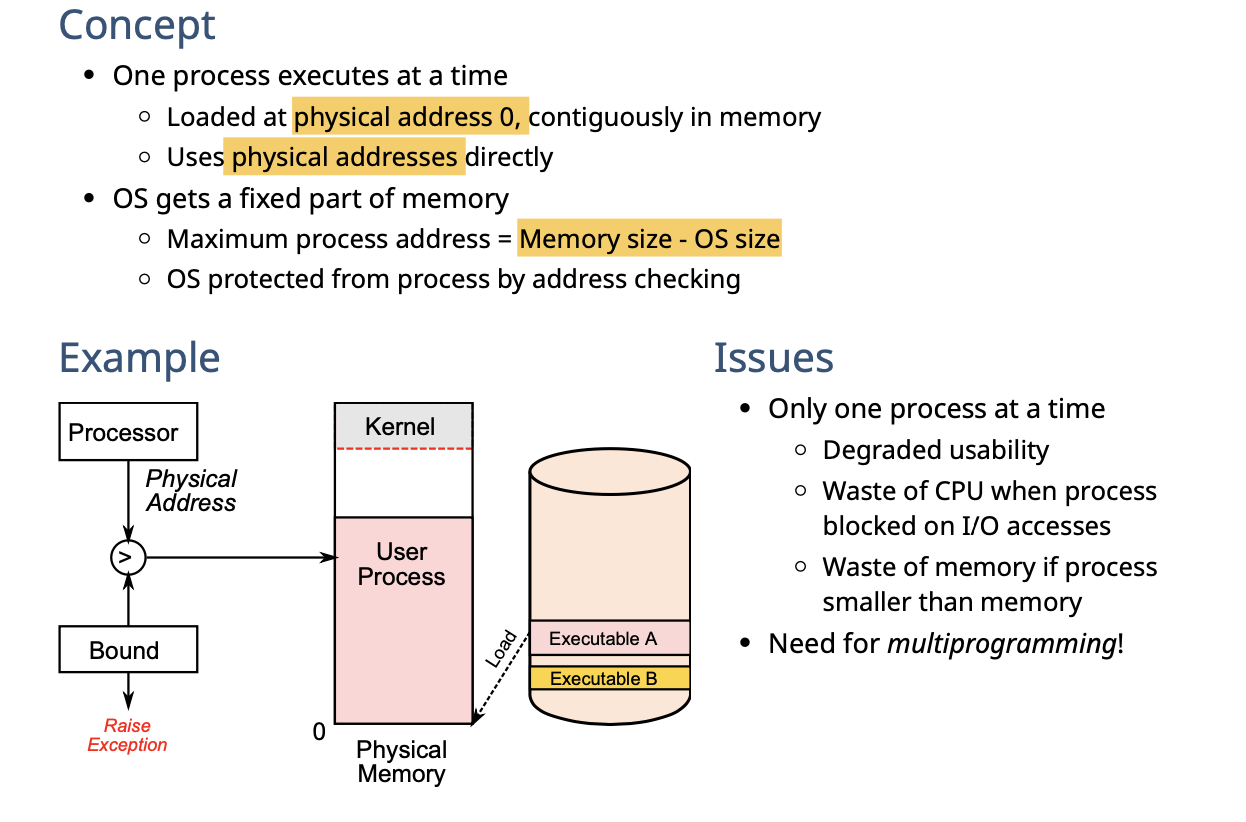 Concept
• One process executes at a time
○ Loaded at physical address 0, contiguously in memory
○ Uses physical addresses directly
• OS gets a fixed part of memory
○ Maximum process address = Memory size - OS size
○ OS protected from process by address checking
Example
Processor
Physical
Address
>
Bound
Raise
Exception
Kernel
User
Process
0
Physical
Memory
Load
Executable A
Executable B
Issues
• Only one process at a time
○ Degraded usability
○ Waste of CPU when process
blocked on I/O accesses
○ Waste of memory if process
smaller than memory
• Need for multiprogramming!